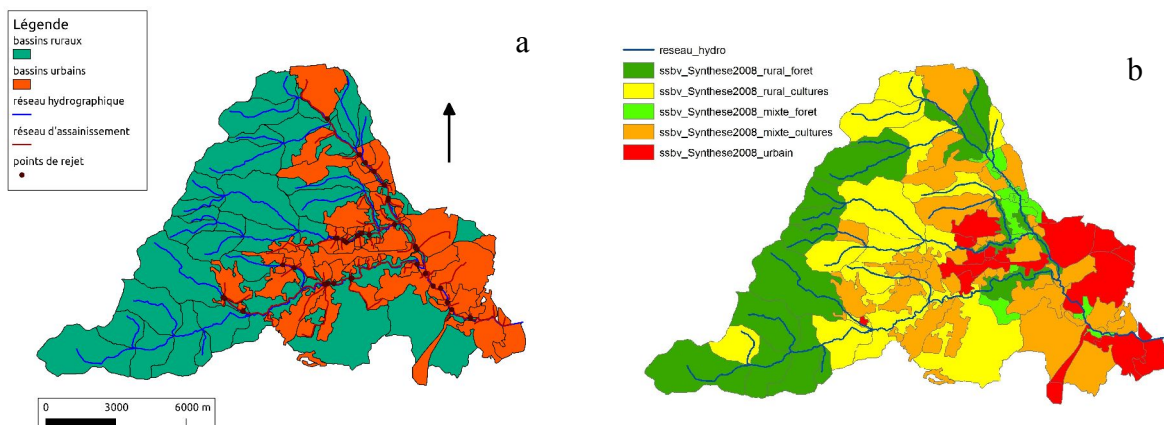 Légende
bassins ruraux
bassins urbains
réseau hydrographique
réseau d'assainissement
points de rejet
a
0 3000 6000 m
b
reseau_hydro
ssbv_Synthese2008_rural_foret
ssbv_Synthese2008_rural_cultures
ssbv_Synthese2008_mixte_foret
ssbv_Synthese2008_mixte_cultures
ssbv_Synthese2008_urbain